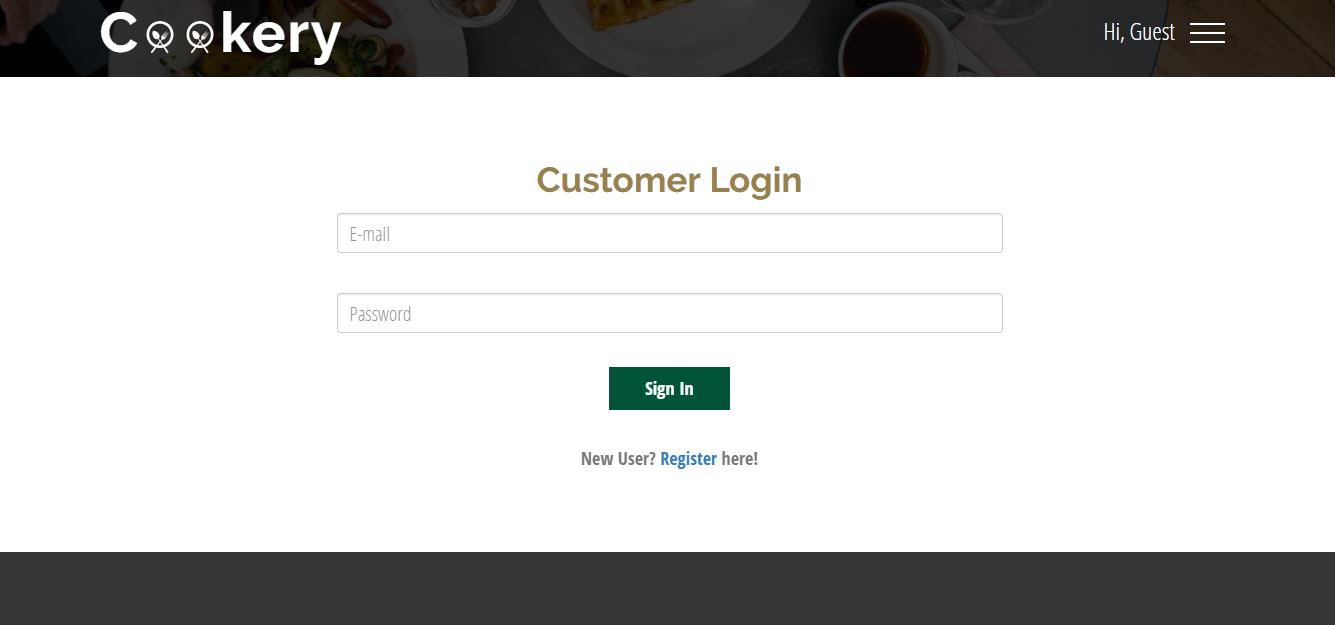 Cookery
Hi, Guest
Customer Login
E-mail
Password
Sign In
New User? Register here!